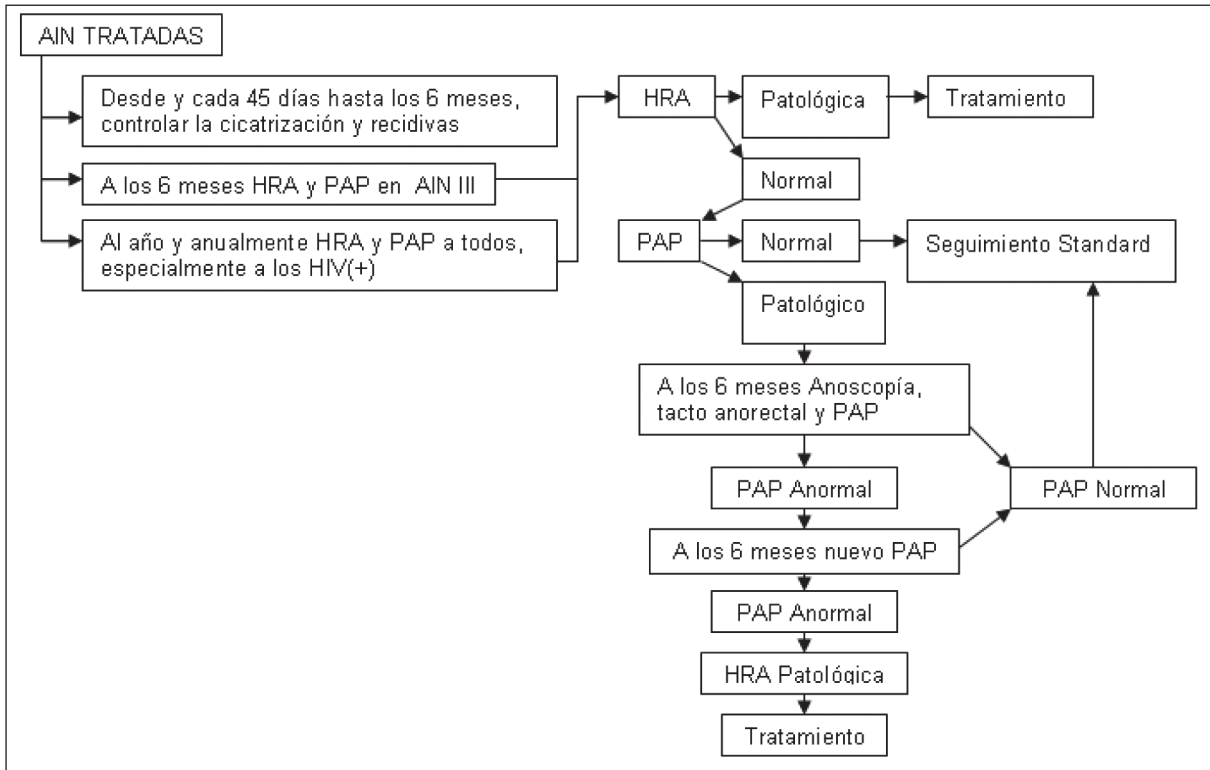 AIN TRATADAS
Desde y cada 45 días hasta los 6 meses,
controlar la cicatrización y recidivas
A los 6 meses HRA y PAP en AIN III
Al año y anualmente HRA y PAP a todos,
especialmente a los HIV(+)
HRA
Patológica
Tratamiento
Normal
PAP
Normal
Seguimiento Standard
Patológico
A los 6 meses Anoscopía,
tacto anorectal y PAP
PAP Anormal
PAP Normal
A los 6 meses nuevo PAP
PAP Anormal
HRA Patológica
Tratamiento